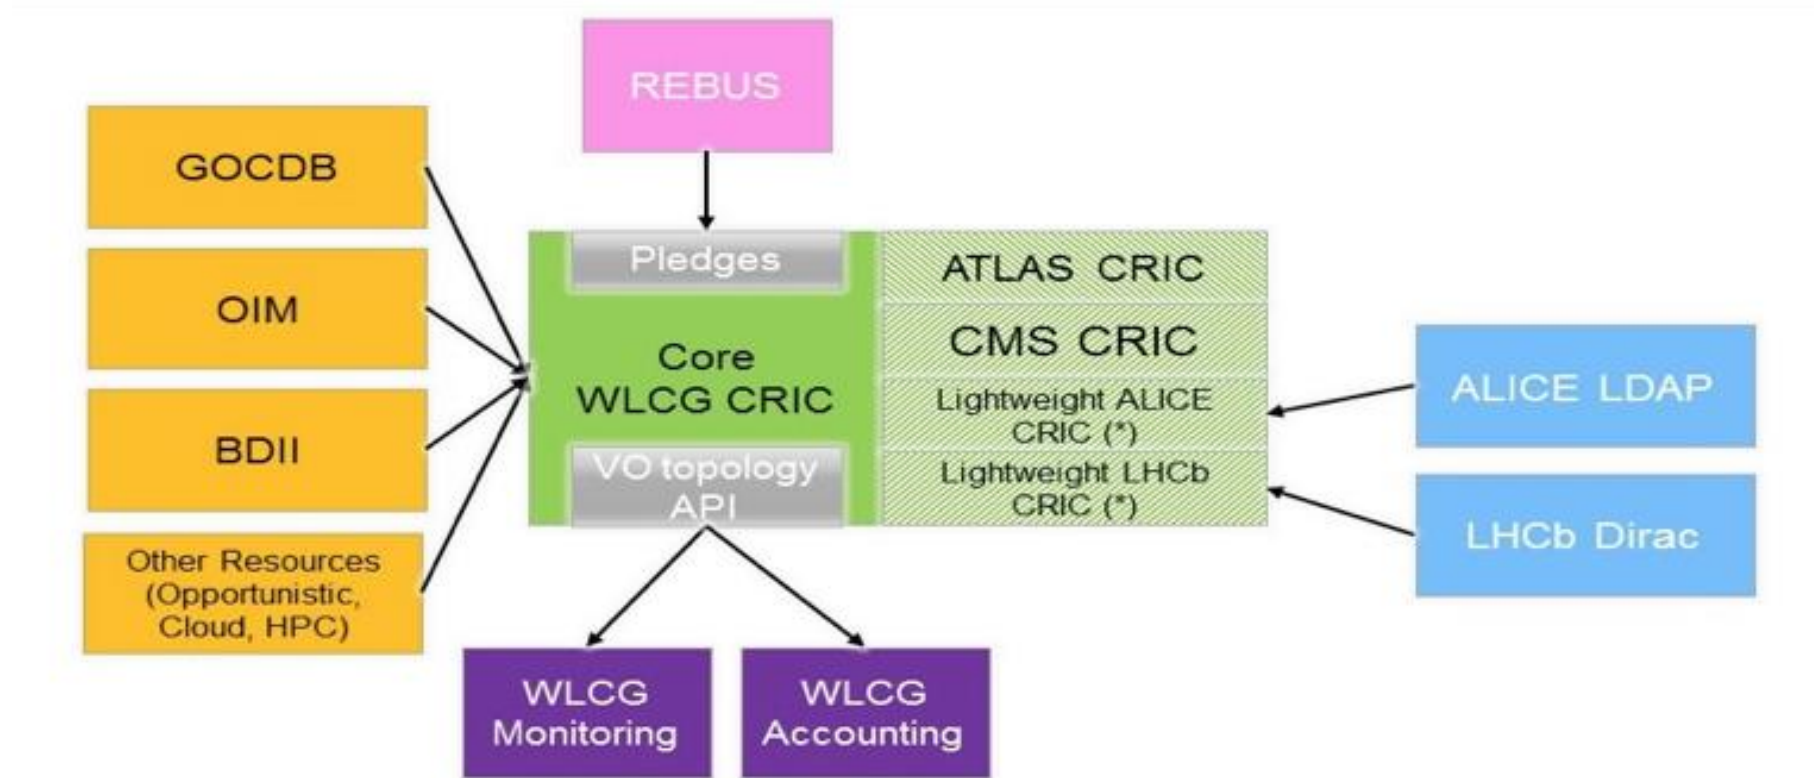 REBUS
GOCDB
OIM
BDII
Other Resources
(Opportunistic,
Cloud, HPC)
Pledges
Core
WLCG CRIC
VO topology
API
ATLAS CRIC
CMS CRIC
Lightweight ALICE
CRIC (*)
Lightweight LHCb
CRIC (*)
ALICE LDAP
LHCb Dirac
WLCG
Monitoring
WLCG
Accounting